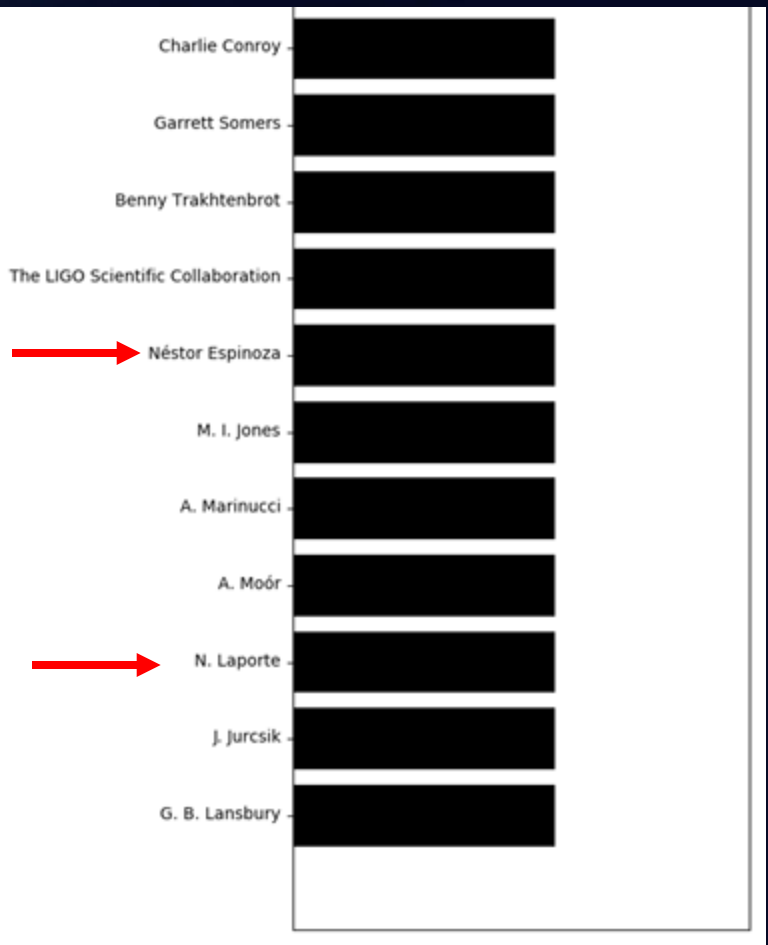 Charlie Conroy
Garrett Somers
Benny Trakhtenbrot
The LIGO Scientific Collaboration
Néstor Espinoza
M. I. Jones
A. Marinucci
A. Moór
N. Laporte
J. Jurcsik
G. B. Lansbury